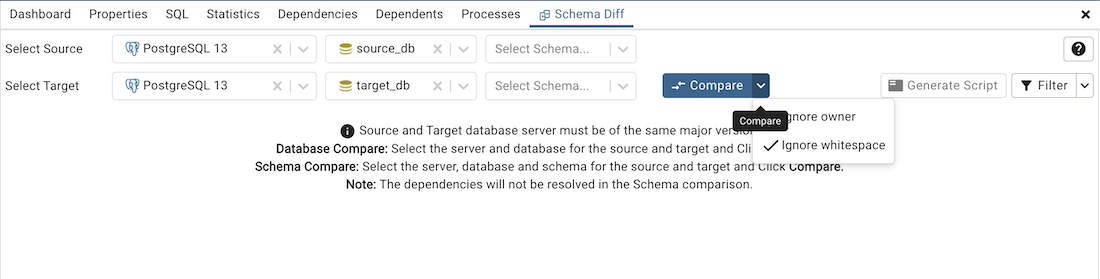 Dashboard Properties SQL Statistics Dependencies Dependents Processes Schema Diff
Select Source PostgreSQL 13 source_db Select Schema...
Select Target PostgreSQL 13 target_db Select Schema... Compare Generate Script Filter
Compare
gnore owner
Ignore whitespace
Source and Target database server must be of the same major versio
Database Compare: Select the server and database for the source and target and Cli
Schema Compare: Select the server, database and schema for the source and target and Click Compare.
Note: The dependencies will not be resolved in the Schema comparison.